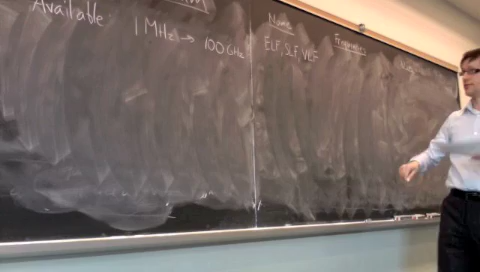 Available
1 MHz → 100 GHz
Name
Frequencies
ELF, SLF, VLF